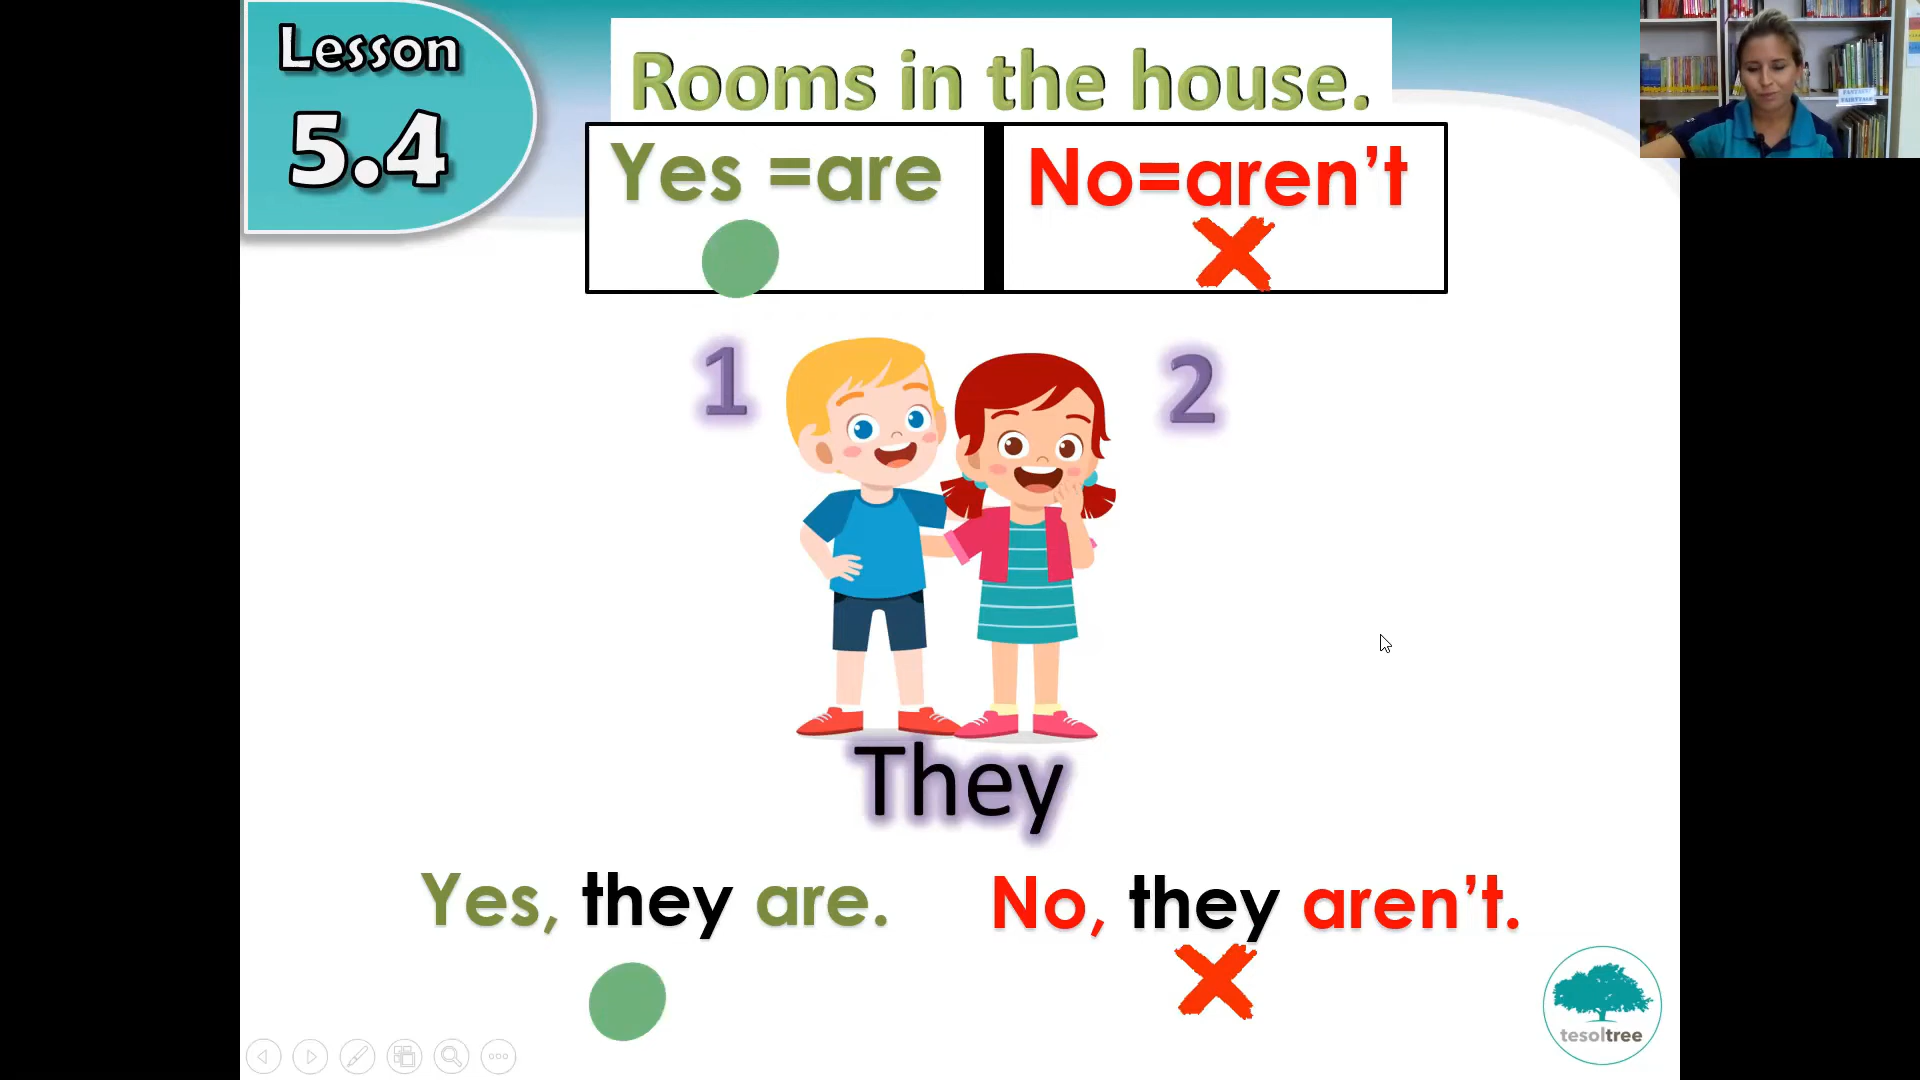 Lesson
5.4
Rooms in the house.
Yes =are
No=aren't
1
2
They
Yes, they are.
No, they aren't.
tesoltree